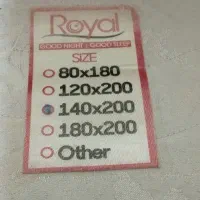 Royal
GOOD NIGHT : GOOD SLEEP
SIZE
80x180
120x200
140x200
180x200
Other